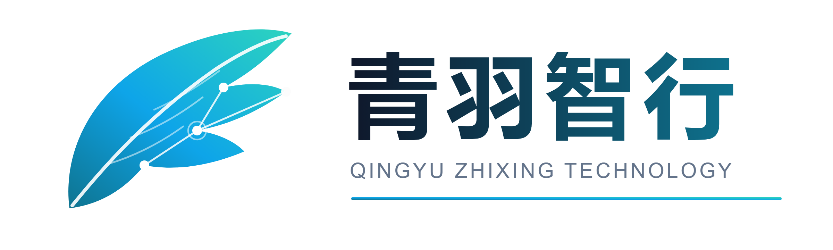 青羽智行
QINGYU ZHIXING TECHNOLOGY